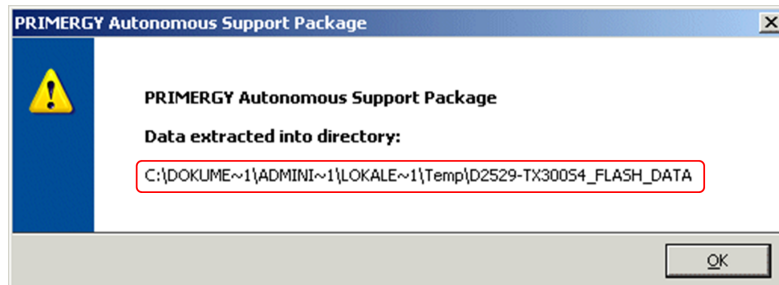 PRIMERGY Autonomous Support Package
PRIMERGY Autonomous Support Package
Data extracted into directory:
C:\DOKUME~1\ADMINI~1\LOKALE~1\Temp\D2529-TX300S4_FLASH_DATA
OK